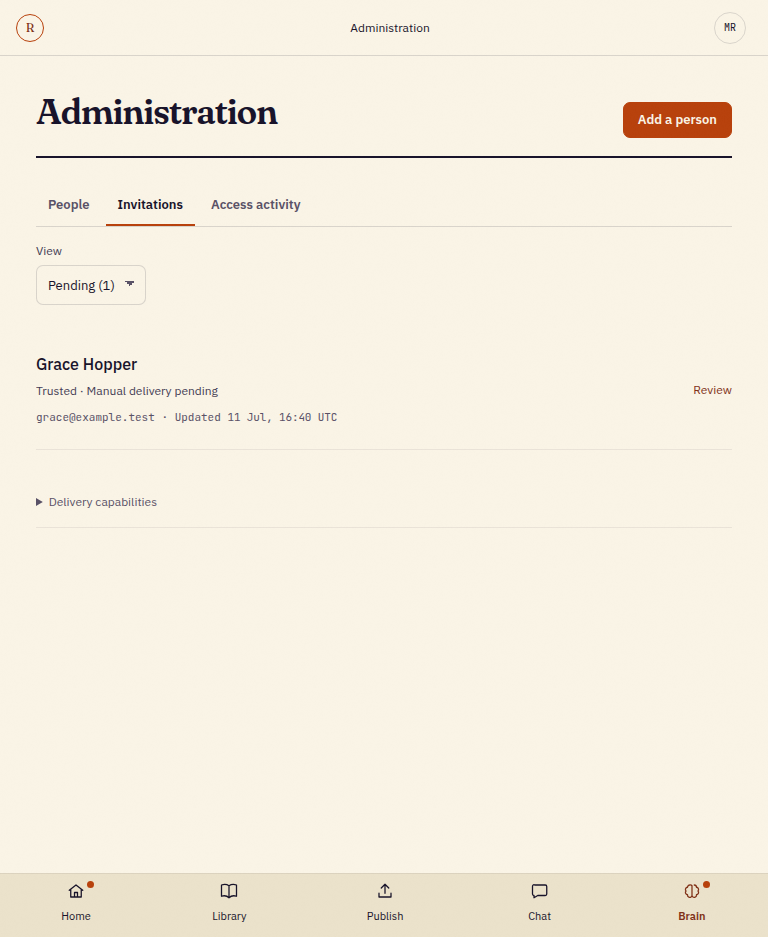 R
Administration
MR
Administration
Add a person
People
Invitations
Access activity
View
Pending (1)
Grace Hopper
Trusted · Manual delivery pending
Review
grace@example.test · Updated 11 Jul, 16:40 UTC
Delivery capabilities
Home
Library
Publish
Chat
Brain